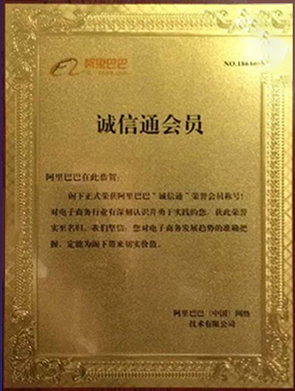 阿里巴巴
诚信通会员
阿里巴巴在此恭贺:
阁下正式荣获阿里巴巴“诚信通”荣誉会员称号!
对电子商务行业有深刻认识并勇于实践的您,获此荣誉
实至名归。我们坚信,您对电子商务发展趋势的准确把
握,定能为阁下带来切实价值。
阿里巴巴(中国)网络
技术有限公司